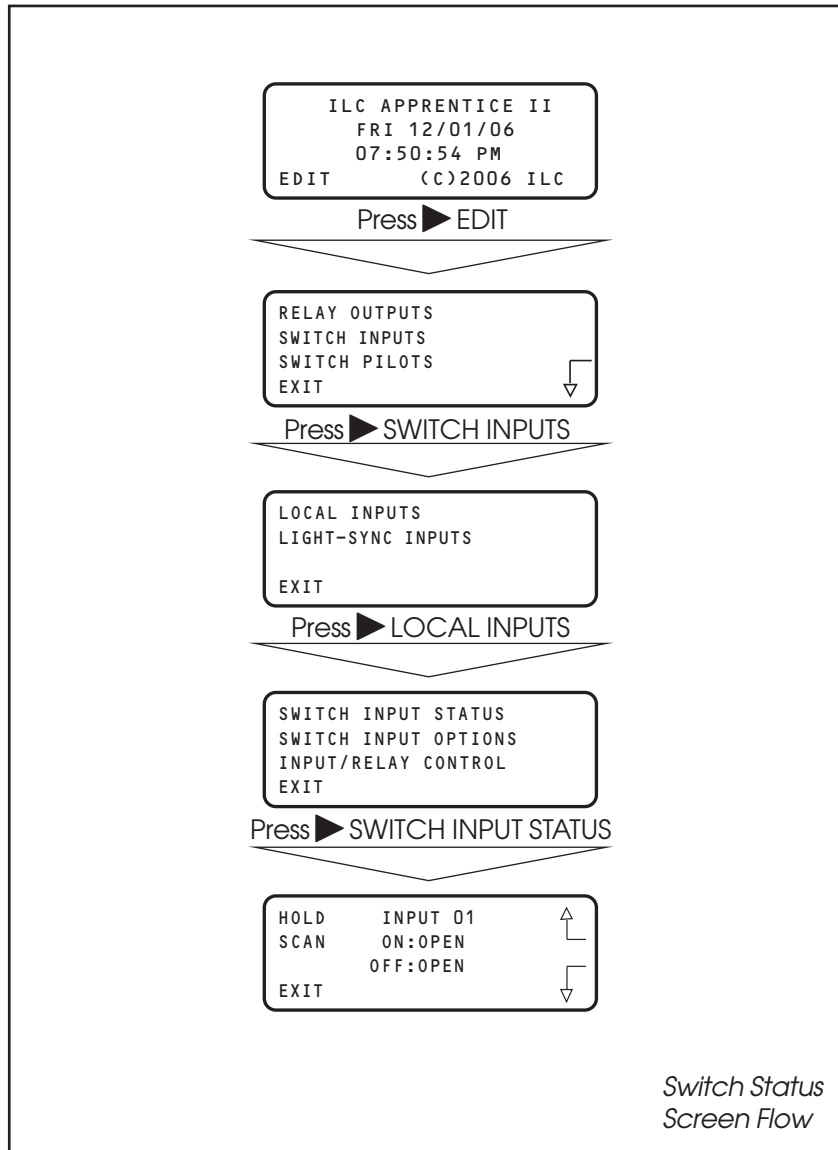 ILC APPRENTICE II
FRI 12/01/06
07:50:54 PM
EDIT (C)2006 ILC
Press EDIT
RELAY OUTPUTS
SWITCH INPUTS
SWITCH PILOTS
EXIT
Press SWITCH INPUTS
LOCAL INPUTS
LIGHT-SYNC INPUTS
EXIT
Press LOCAL INPUTS
SWITCH INPUT STATUS
SWITCH INPUT OPTIONS
INPUT/RELAY CONTROL
EXIT
Press SWITCH INPUT STATUS
HOLD INPUT 01
SCAN ON:OPEN
OFF:OPEN
EXIT
Switch Status
Screen Flow